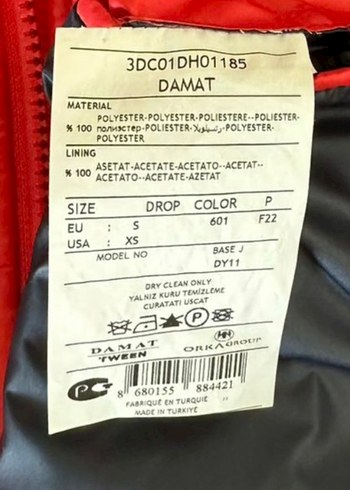 3DC01DH01185
DAMAT
MATERIAL
POLYESTER-POLYESTER-POLIESTERE--POLIESTER-
% 100 полиэстер-POLIESTER-رتسيلوب-POLYESTER-
POLYESTER
LINING
ASETAT-ACETATE-ACETATO--ACETAT--
% 100 ACETATO--ACETATE-AZETAT
SIZE DROP COLOR P
EU : S 601 F22
USA : XS
MODEL NO BASE J
DY11
DRY CLEAN ONLY
YALNIZ KURU TEMİZLEME
CURATATI USCAT
P
DAMAT
TWEEN
ORKA GROUP
8 680155 884421
FABRIQUÉ EN TURQUIE
MADE IN TURKIYE